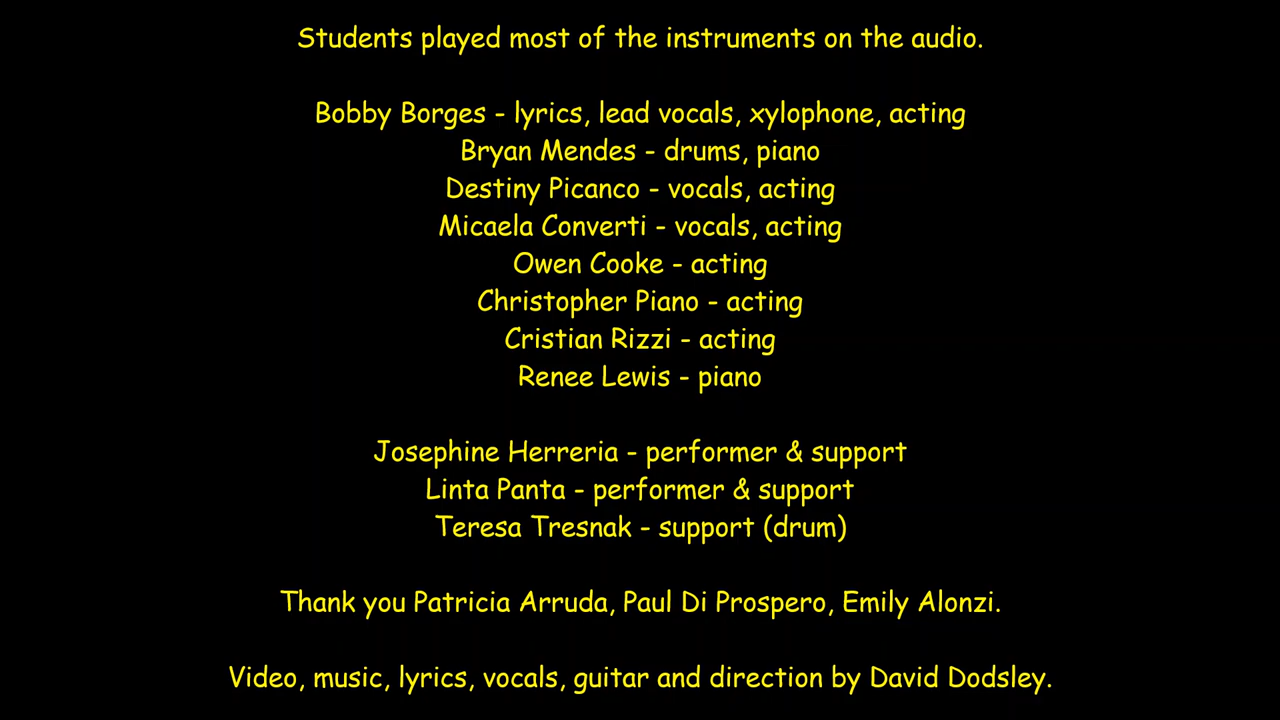 Students played most of the instruments on the audio.
Bobby Borges - lyrics, lead vocals, xylophone, acting
Bryan Mendes - drums, piano
Destiny Picanco - vocals, acting
Micaela Converti - vocals, acting
Owen Cooke - acting
Christopher Piano - acting
Cristian Rizzi - acting
Renee Lewis - piano
Josephine Herreria - performer & support
Linta Panta - performer & support
Teresa Tresnak - support (drum)
Thank you Patricia Arruda, Paul Di Prospero, Emily Alonzi.
Video, music, lyrics, vocals, guitar and direction by David Dodsley.